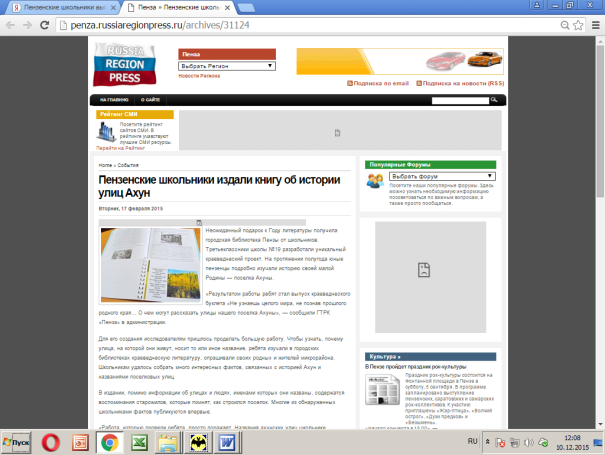 Пензенские школьники вы
Пенза » Пензенские школьн
penza.russiaregionpress.ru/archives/31124
RUSSIA
REGION
PRESS
Пенза
Выбрать Регион
Новости Региона
Подписка по email
Подписка на новости (RSS)
НА ГЛАВНУЮ
О САЙТЕ
Рейтинг СМИ
Посетите рейтинг
сайтов СМИ. В
рейтинге учавствуют
лучшие СМИ ресурсы.
Перейти на Рейтинг
Home » События
Пензенские школьники издали книгу об истории
улиц Ахун
Вторник, 17 февраля 2015
Неожиданный подарок к Году литературы получила
городская библиотека Пензы от школьников.
Третьеклассники школы №19 разработали уникальный
краеведческий проект. На протяжении полугода юные
пензенцы подробно изучали историю своей малой
Родины — поселка Ахуны.
«Результатом работы ребят стал выпуск краеведческого
буклета «Не узнаешь целого мира, не познав прошлого
родного края… О чем могут рассказать улицы нашего поселка Ахуны», — сообщили ГТРК
«Пенза» в администрации.
Для его создания исследователям пришлось проделать большую работу. Чтобы узнать, почему
улица, на которой они живут, носит то или иное название, ребята изучали в городских
библиотеках краеведческую литературу, опрашивали своих родных и жителей микрорайона.
Школьникам удалось собрать много интересных фактов, связанных с историей Ахун и
названиями поселковых улиц.
В издании, помимо информации об улицах и людях, именами которых они названы, содержатся
воспоминания старожилов, которые помнят, как строился поселок. Многие из обнаруженных
школьниками фактов публикуются впервые.
«Работа, которую провели ребята, просто поражает. Названия ахунских улиц школьники
Популярные Форумы
Выбрать форум
Посетите наши популярные форумы. Здесь
можно узнать необходимую информацию
посоветоваться по важным вопросам, а
также просто пообщаться.
Культура »
В Пензе пройдет праздник рок-культуры
Праздник рок-культуры состоится на
Фонтанной площади в Пензе в
субботу, 5 сентября. В программе
запланировано выступление
пензенских, саратовских и самарских
рок-коллективов. К участию
приглашены «Жар-птица», «Волчий
остров», «Души предков» и
«Безымень».
Пуск
RU
12:08
10.12.2015